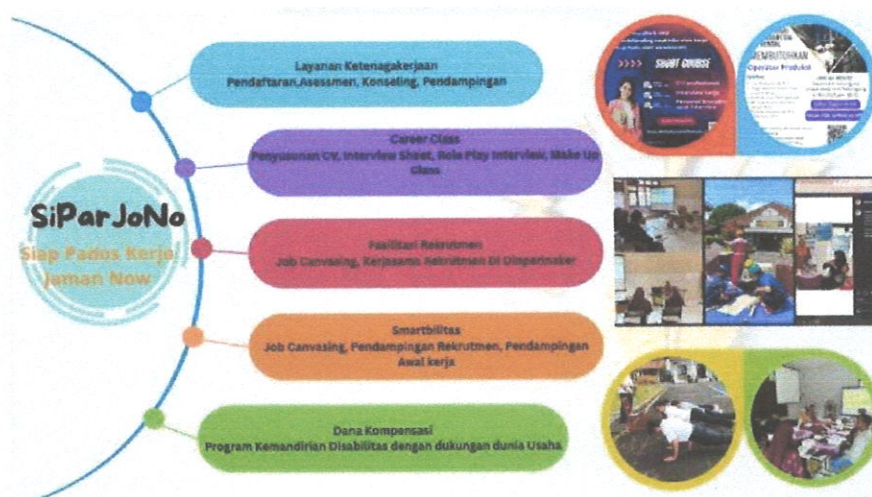 SiParJoNo
Siap Pados Kerja
Jaman Now
Layanan Ketenagakerjaan
Pendaftaran,Asessmen, Konseling, Pendampingan
Career Class
Penyusunan CV, Interview Sheet, Role Play Interview, Make Up
Class
Fasilitasi Rekrutmen
Job Canvasing, Kerjasama Rekrutmen Di Dinperinaker
Smartbilitas
Job Canvasing, Pendampingan Rekrutmen, Pendampingan
Awal kerja
Dana Kompensasi
Program Kemandirian Disabilitas dengan dukungan dunia Usaha
SHORT COURSE
MEMBUTUHKAN
Operator Produksi